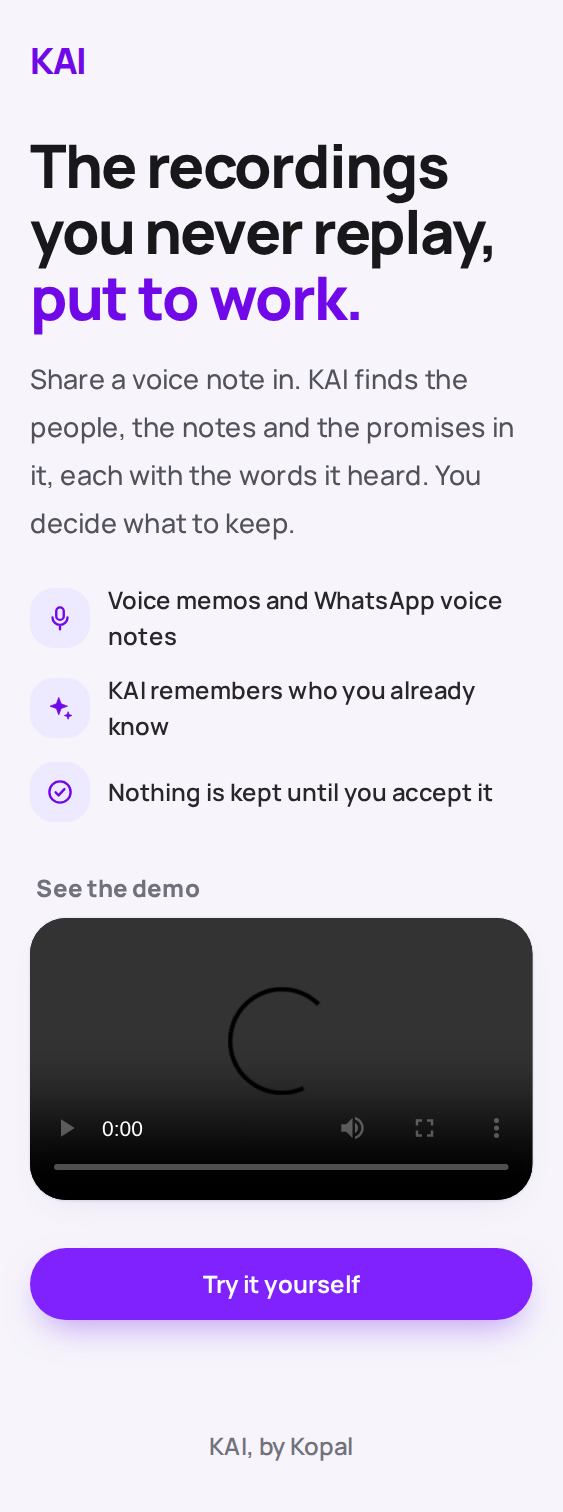 KAI
The recordings
you never replay,
put to work.
Share a voice note in. KAI finds the
people, the notes and the promises in
it, each with the words it heard. You
decide what to keep.
Voice memos and WhatsApp voice
notes
KAI remembers who you already
know
Nothing is kept until you accept it
See the demo
0:00
Try it yourself
KAI, by Kopal